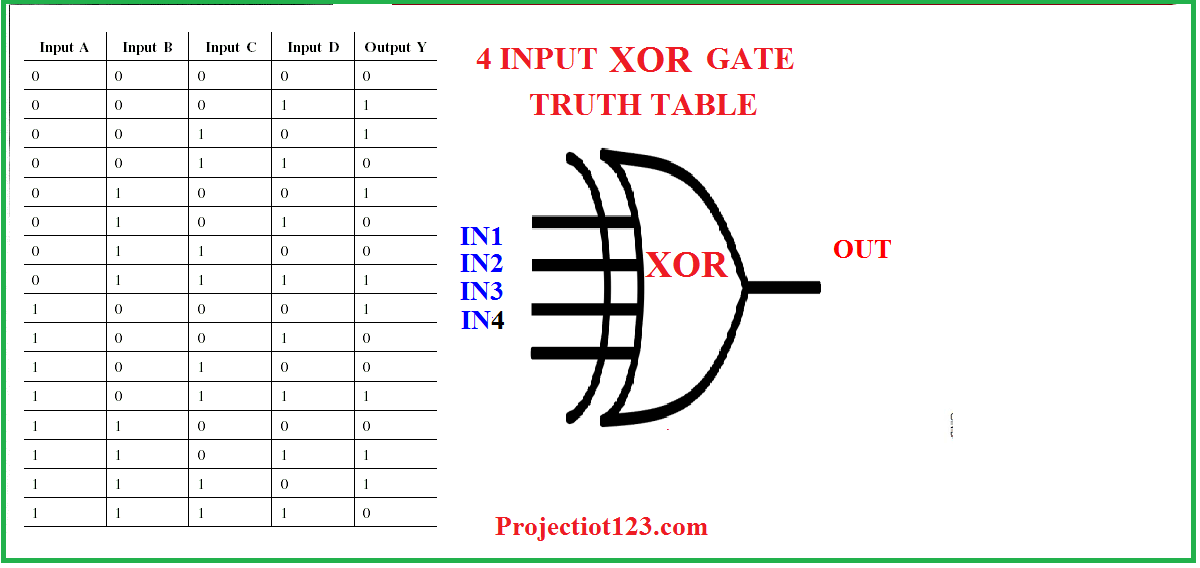 Input A Input B Input C Input D Output Y
0 0 0 0 0
0 0 0 1 1
0 0 1 0 1
0 0 1 1 0
0 1 0 0 1
0 1 0 1 0
0 1 1 0 0
0 1 1 1 1
1 0 0 0 1
1 0 0 1 0
1 0 1 0 0
1 0 1 1 1
1 1 0 0 0
1 1 0 1 1
1 1 1 0 1
1 1 1 1 0
4 INPUT XOR GATE
TRUTH TABLE
IN1
IN2
IN3
IN4
XOR
OUT
Projectiot123.com